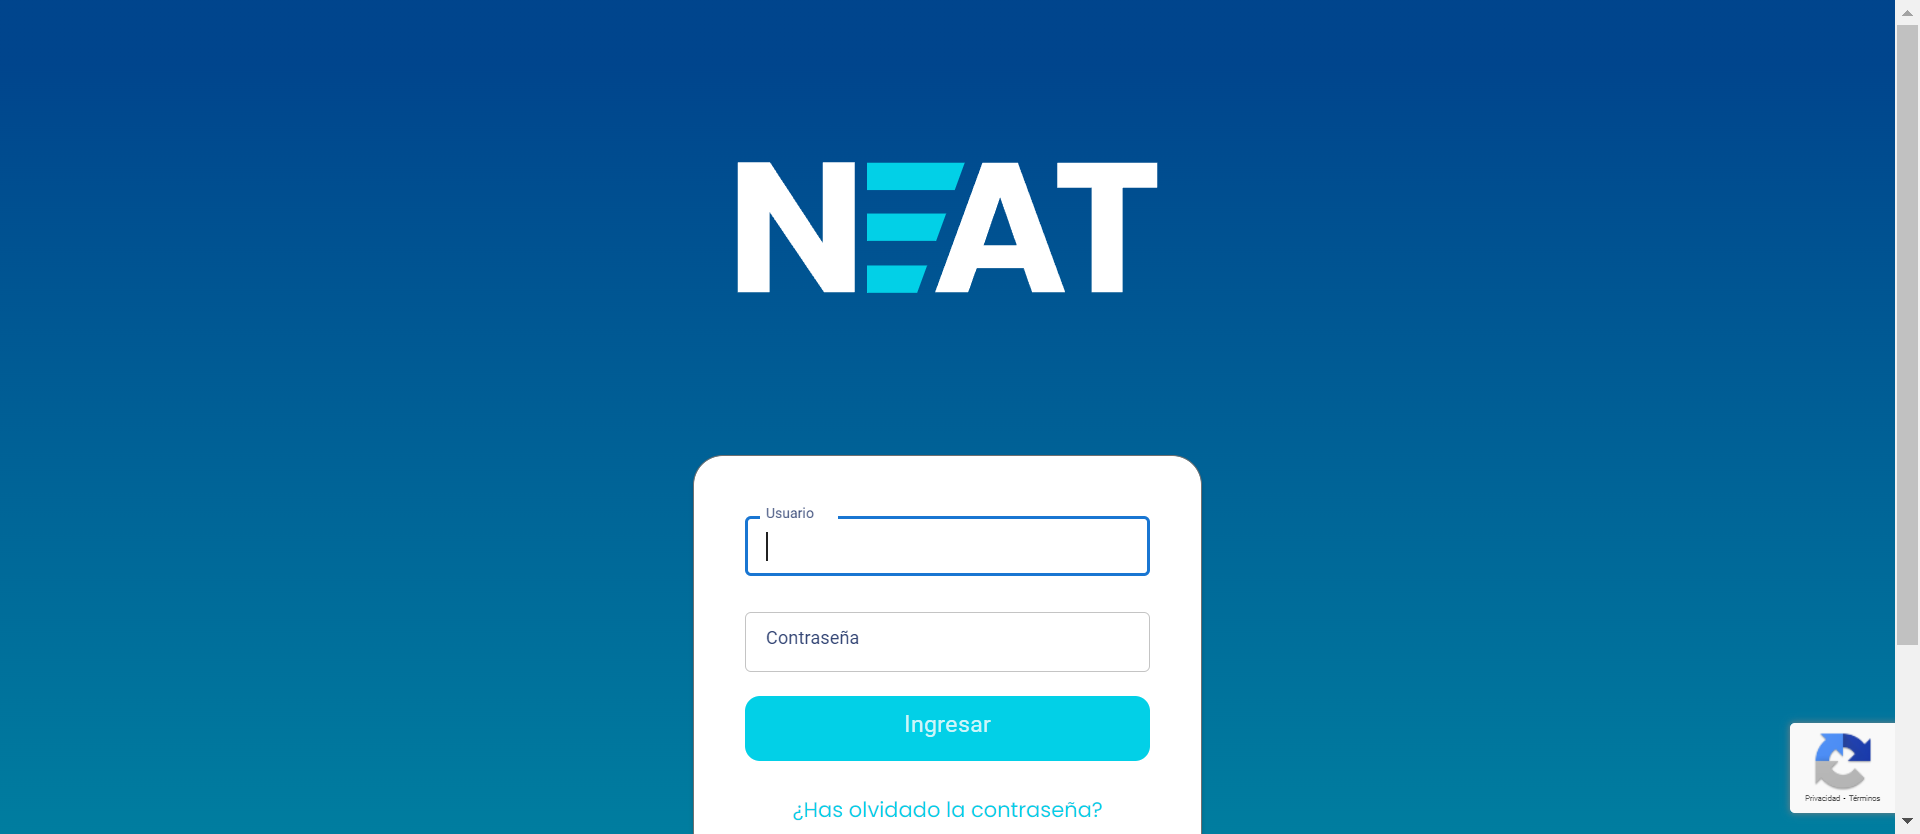 NEAT
Usuario
Contraseña
Ingresar
¿Has olvidado la contraseña?
Privacidad - Términos